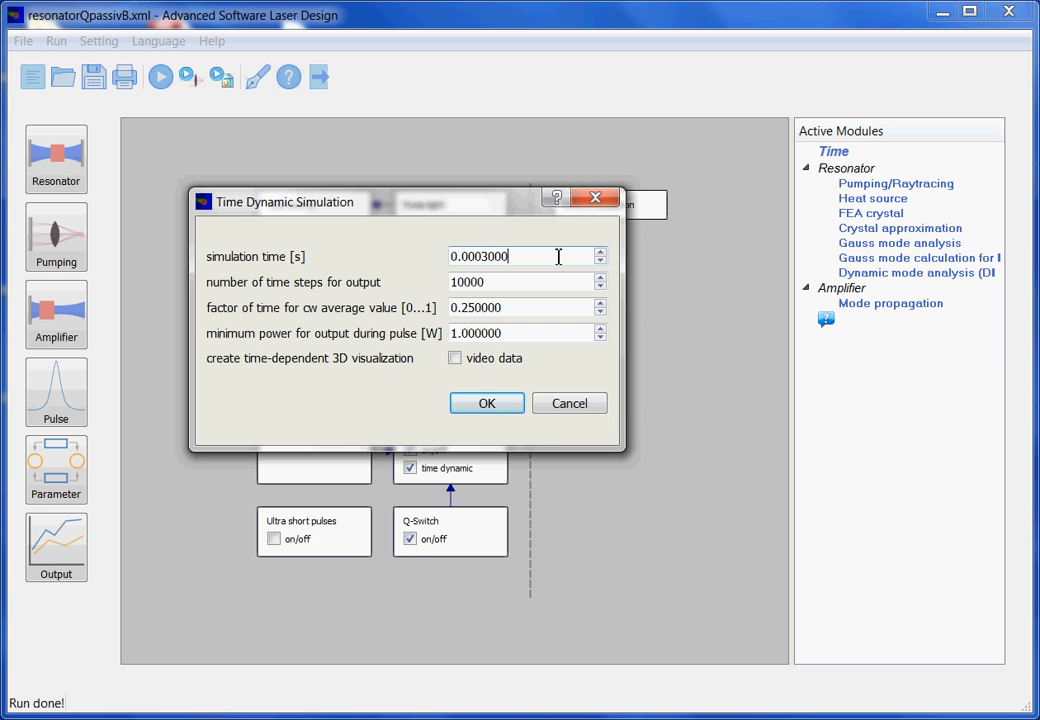 resonatorQpassivB.xml - Advanced Software Laser Design
File Run Setting Language Help
Resonator
Pumping
Amplifier
Pulse
Parameter
Output
Time Dynamic Simulation
simulation time [s] 0.0003000
number of time steps for output 10000
factor of time for cw average value [0...1] 0.250000
minimum power for output during pulse [W] 1.000000
create time-dependent 3D visualization video data
OK Cancel
on/off
time dynamic
Ultra short pulses
on/off
Q-Switch
on/off
Active Modules
Time
Resonator
Pumping/Raytracing
Heat source
FEA crystal
Crystal approximation
Gauss mode analysis
Gauss mode calculation for I
Dynamic mode analysis (DI
Amplifier
Mode propagation
Run done!